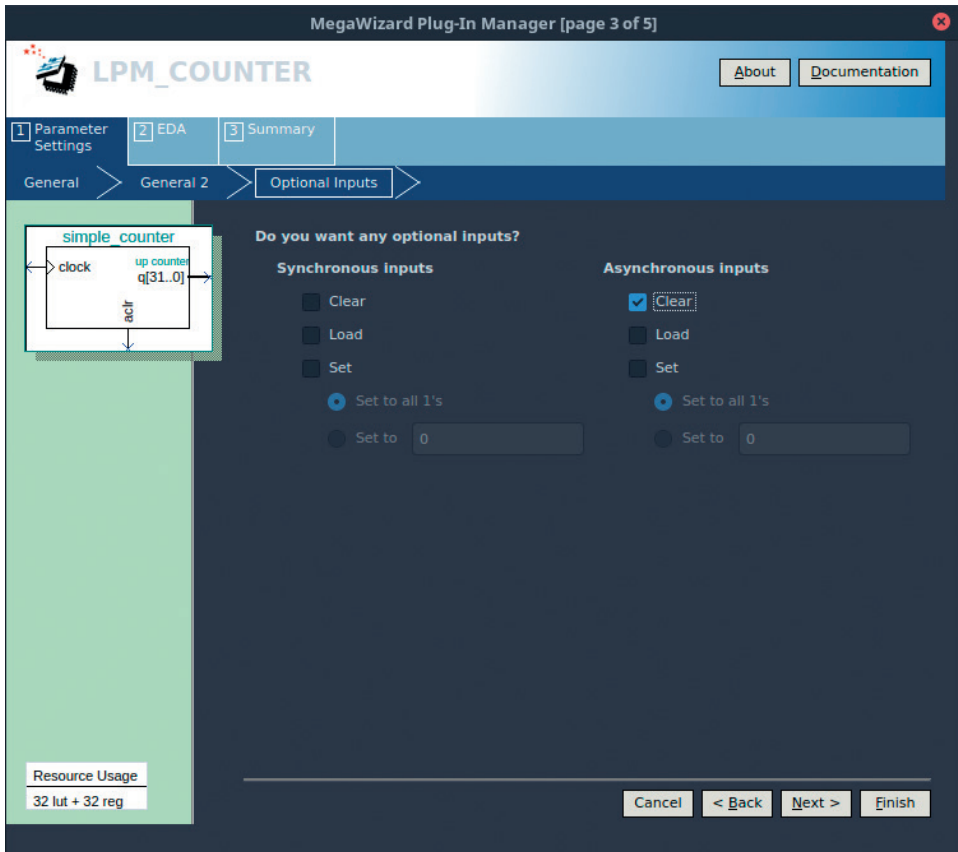 MegaWizard Plug-In Manager [page 3 of 5]
LPM_COUNTER
About Documentation
1 Parameter Settings
2 EDA
3 Summary
General General 2 Optional Inputs
simple_counter
clock
up counter
q[31..0]
aclr
Do you want any optional inputs?
Synchronous inputs
Clear
Load
Set
Set to all 1's
Set to 0
Asynchronous inputs
Clear
Load
Set
Set to all 1's
Set to 0
Resource Usage
32 lut + 32 reg
Cancel < Back Next > Finish